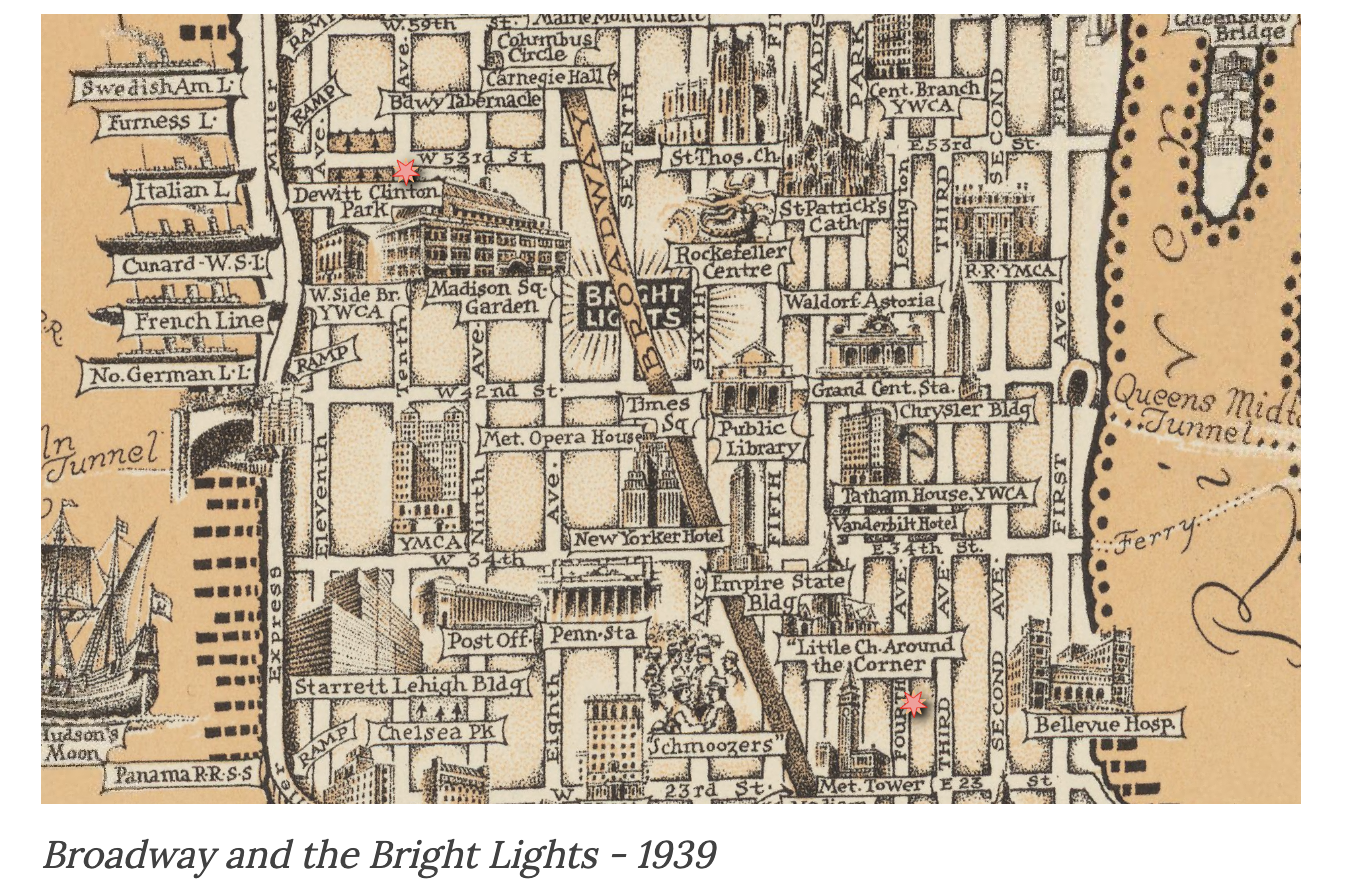 W. 59th St.
Maine Monument
Queensboro
Bridge
RAMP
Columbus
Circle
Carnegie Hall
MADIS
PARK
Swedish Am L.
Ave.
Bdwy Tabernacle
Cent. Branch
YWCA
SECOND
FIRST
Furness L.
Miller
RAMP
Ave.
BROADWAY
SEVENTH
W 53rd St
St Thos. Ch.
E 53rd St.
Italian L
Dewitt Clinton
Park
St Patrick's
Cath.
Lexington
THIRD
Cunard-W.S.L
Rockefeller
Centre
R.R. YMCA
W. Side Br.
YWCA
Madison Sq.
Garden
BRIGHT
LIGHTS
Waldorf Astoria
French Line
Tenth
Ave.
SIXTH
Ave.
RAMP
No. German L.L.
W 42nd St.
Grand Cent. Sta.
Queens Midt
Tunnel
Times
Sq
Chrysler Bldg
Public
Library
Met. Opera House
ln
Tunnel
Eleventh
Ninth
Ave.
FIFTH
FIRST
Tatham House, YWCA
Vanderbilt Hotel
YMCA
New Yorker Hotel
E 34th St.
Ferry
W 34th
Express
AVE
Empire State
Bldg
AVE.
AVE.
AVE.
Post Off.
Penn. Sta
"Little Ch. Around
the Corner
Starrett Lehigh Bldg
Eighth
FOURTH
THIRD
SECOND
Bellevue Hosp.
Hudson's
Moon
Chelsea PK
"Schmoozers"
RAMP
Panama R.R.S.S
W 23rd St.
Met. Tower
E 23 St
Broadway and the Bright Lights - 1939